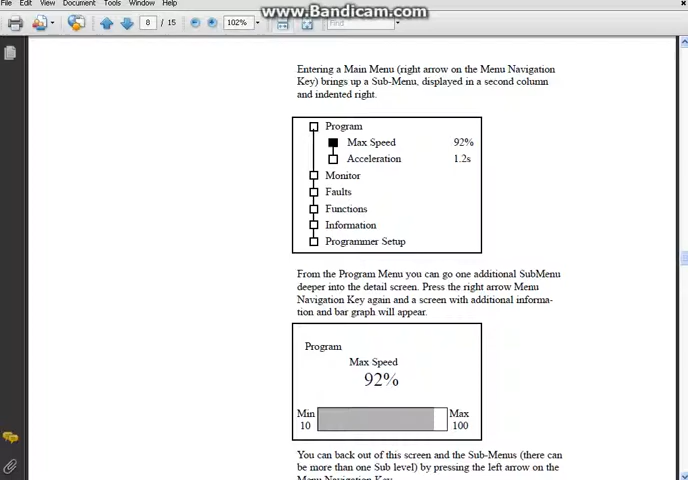 File Edit View Document Tools Window Help
www.Bandicam.com
8 / 15 102% Find
Entering a Main Menu (right arrow on the Menu Navigation
Key) brings up a Sub-Menu, displayed in a second column
and indented right.
Program
Max Speed 92%
Acceleration 1.2s
Monitor
Faults
Functions
Information
Programmer Setup
From the Program Menu you can go one additional SubMenu
deeper into the detail screen. Press the right arrow Menu
Navigation Key again and a screen with additional informa-
tion and bar graph will appear.
Program
Max Speed
92%
Min Max
10 100
You can back out of this screen and the Sub-Menus (there can
be more than one Sub level) by pressing the left arrow on the
Menu Navigation Key.